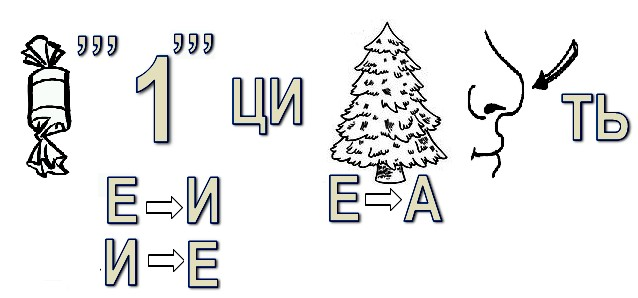 ,,, 1 ,,, ЦИ ТЬ
Е ⇨ И Е ⇨ А
И ⇨ Е